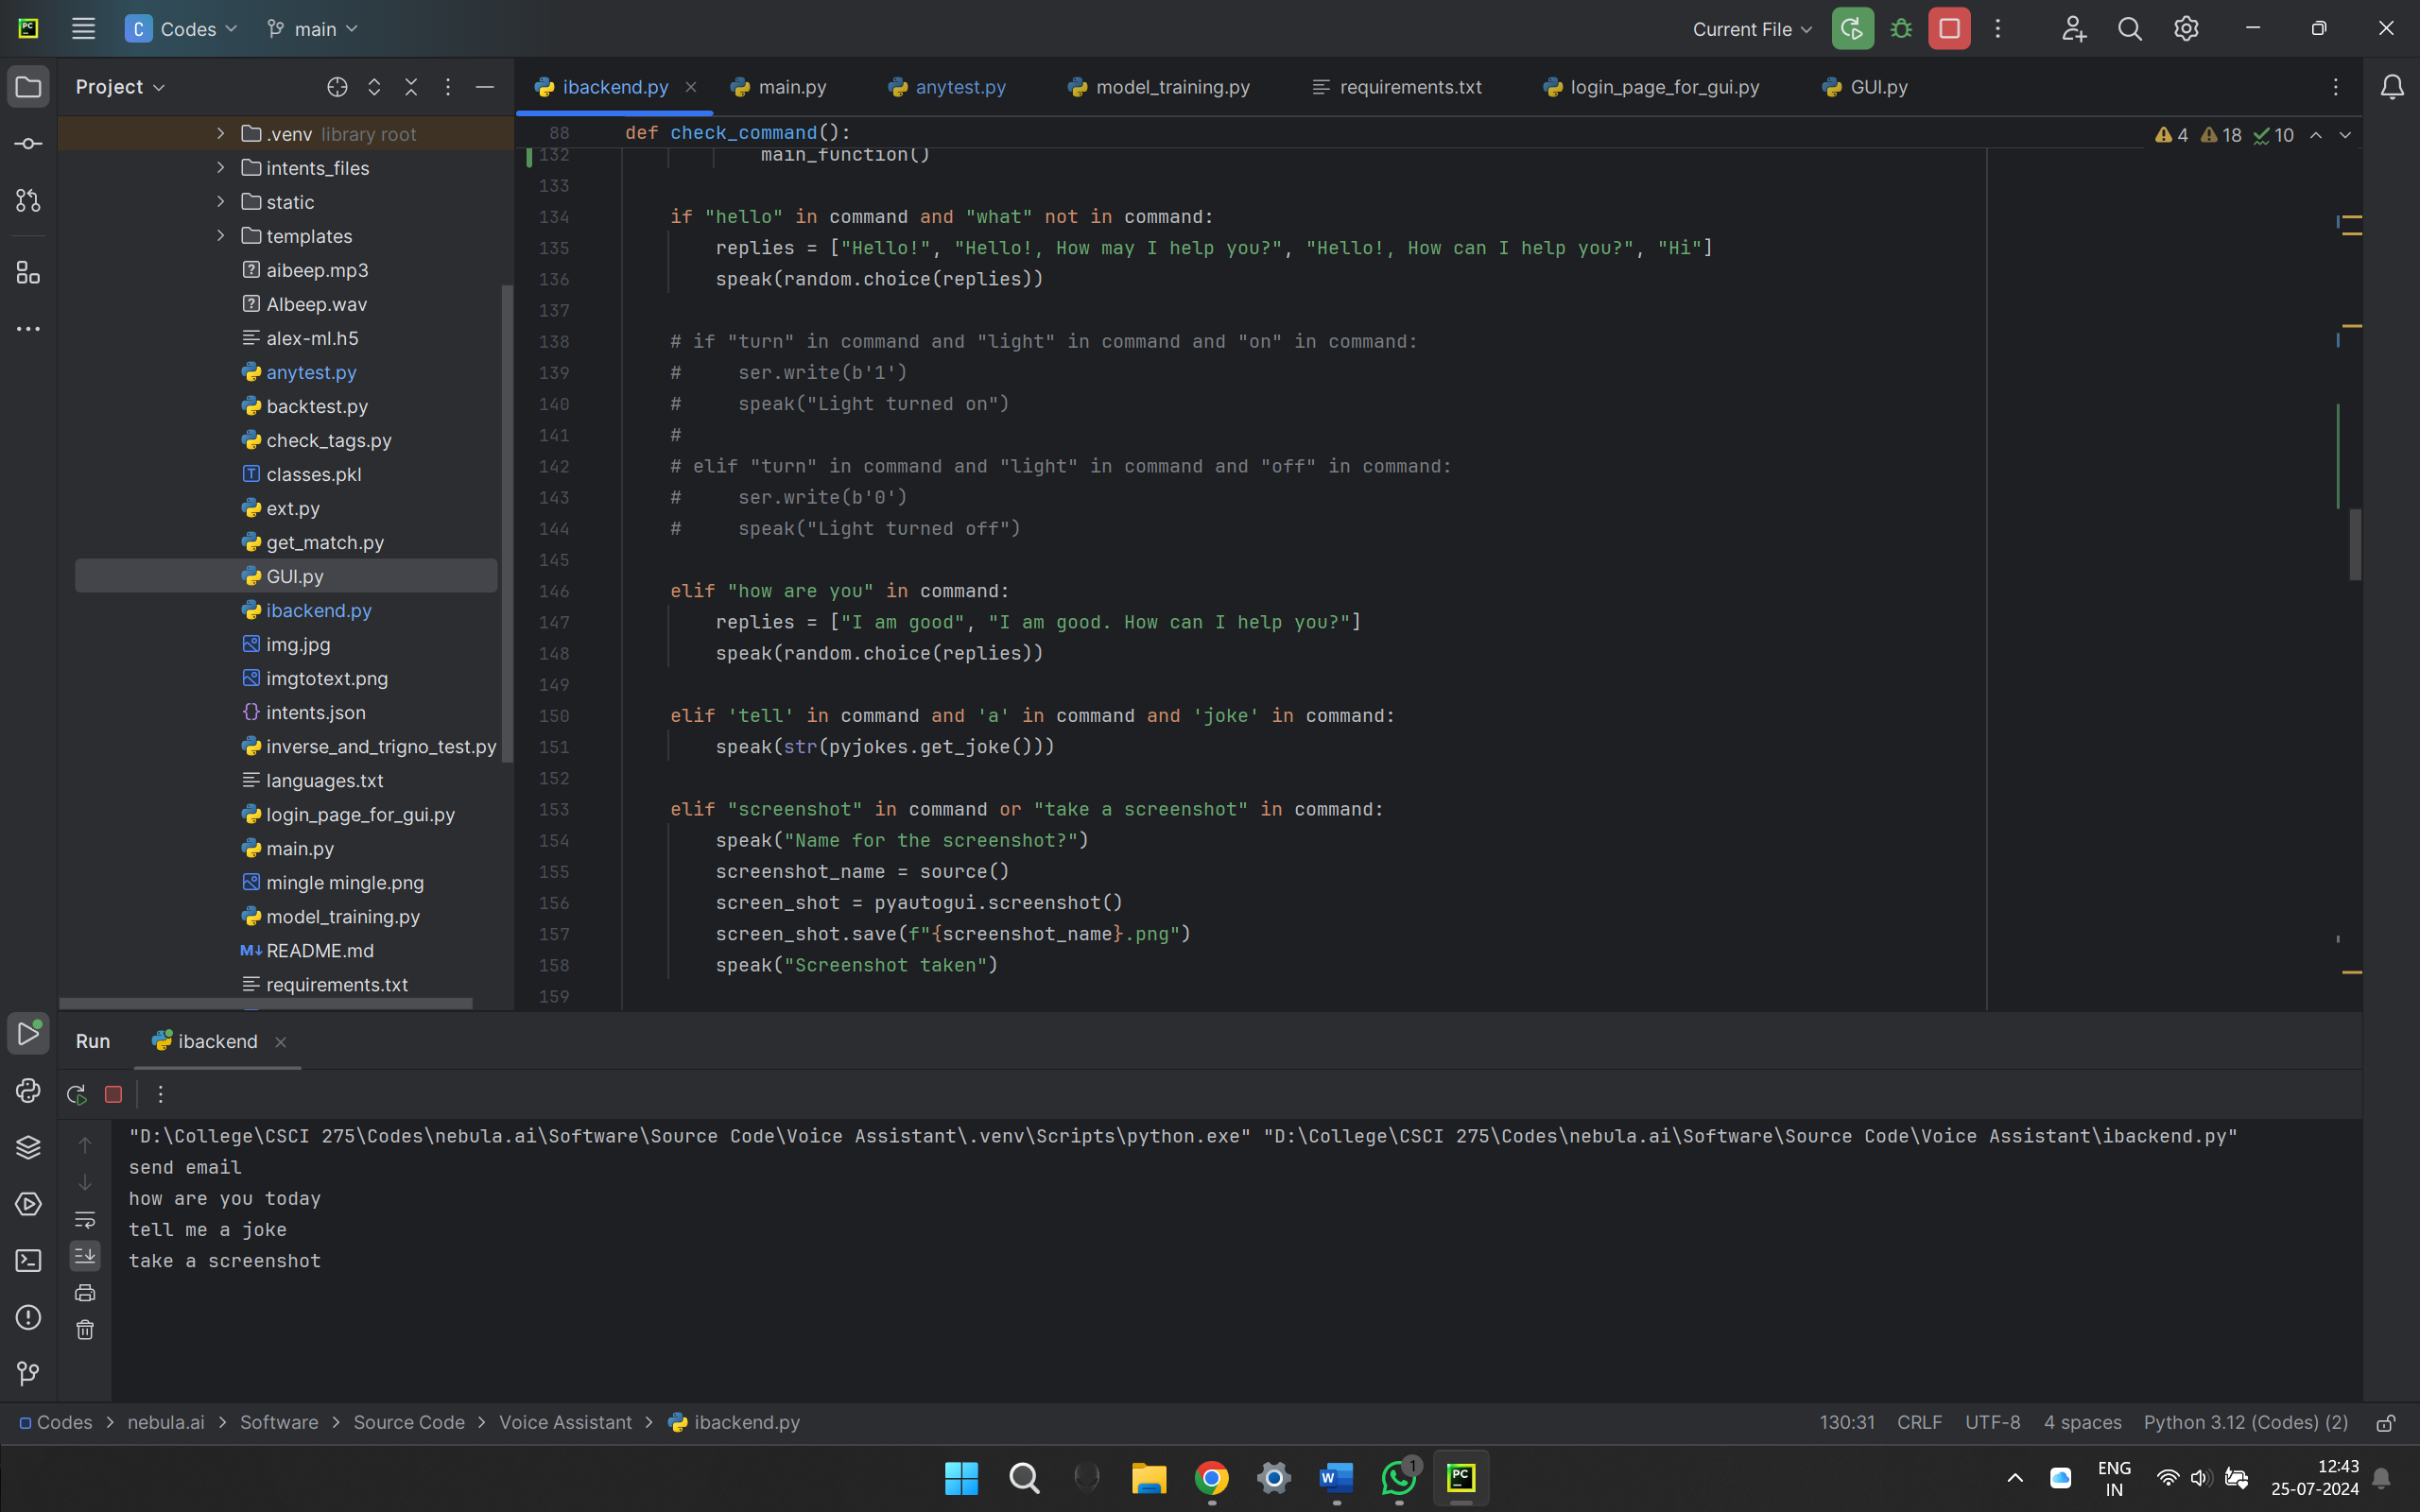 PC
C Codes main
Current File
Project
ibackend.py main.py anytest.py model_training.py requirements.txt login_page_for_gui.py GUI.py
.venv library root
intents_files
static
templates
aibeep.mp3
AIbeep.wav
alex-ml.h5
anytest.py
backtest.py
check_tags.py
classes.pkl
ext.py
get_match.py
GUI.py
ibackend.py
img.jpg
imgtotext.png
intents.json
inverse_and_trigno_test.py
languages.txt
login_page_for_gui.py
main.py
mingle mingle.png
model_training.py
README.md
requirements.txt
88 def check_command():
4 18 10
132 main_function()
133
134 if "hello" in command and "what" not in command:
135 replies = ["Hello!", "Hello!, How may I help you?", "Hello!, How can I help you?", "Hi"]
136 speak(random.choice(replies))
137
138 # if "turn" in command and "light" in command and "on" in command:
139 # ser.write(b'1')
140 # speak("Light turned on")
141 #
142 # elif "turn" in command and "light" in command and "off" in command:
143 # ser.write(b'0')
144 # speak("Light turned off")
145
146 elif "how are you" in command:
147 replies = ["I am good", "I am good. How can I help you?"]
148 speak(random.choice(replies))
149
150 elif 'tell' in command and 'a' in command and 'joke' in command:
151 speak(str(pyjokes.get_joke()))
152
153 elif "screenshot" in command or "take a screenshot" in command:
154 speak("Name for the screenshot?")
155 screenshot_name = source()
156 screen_shot = pyautogui.screenshot()
157 screen_shot.save(f"{screenshot_name}.png")
158 speak("Screenshot taken")
159
Run ibackend
"D:\College\CSCI 275\Codes\nebula.ai\Software\Source Code\Voice Assistant\.venv\Scripts\python.exe" "D:\College\CSCI 275\Codes\nebula.ai\Software\Source Code\Voice Assistant\ibackend.py"
send email
how are you today
tell me a joke
take a screenshot
Codes > nebula.ai > Software > Source Code > Voice Assistant > ibackend.py
130:31 CRLF UTF-8 4 spaces Python 3.12 (Codes) (2)
W 1 PC
ENG
IN
12:43
25-07-2024